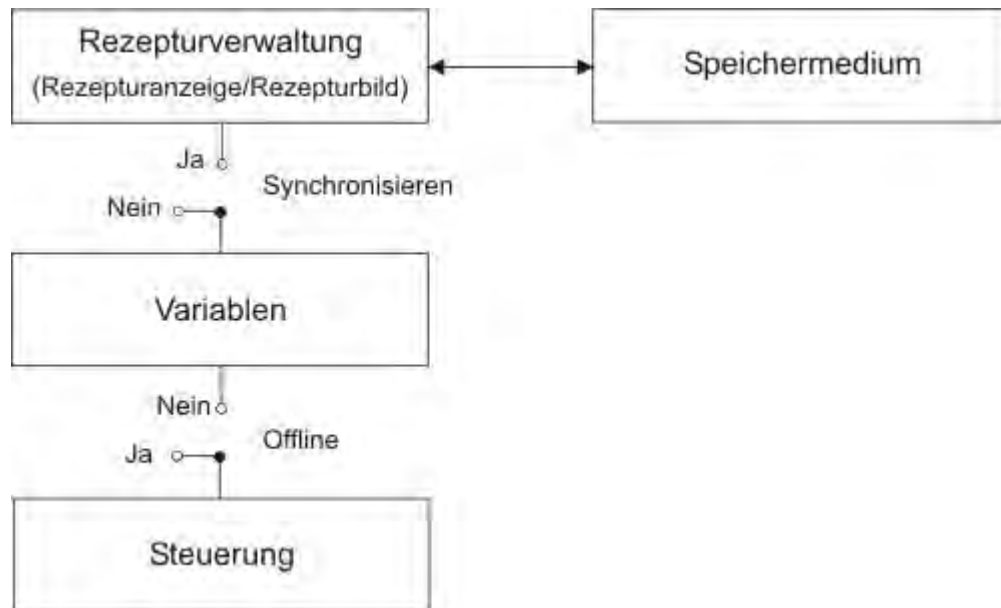 Rezepturverwaltung
(Rezepturanzeige/Rezepturbild)
Speichermedium
Ja
Synchronisieren
Nein
Variablen
Nein
Offline
Ja
Steuerung